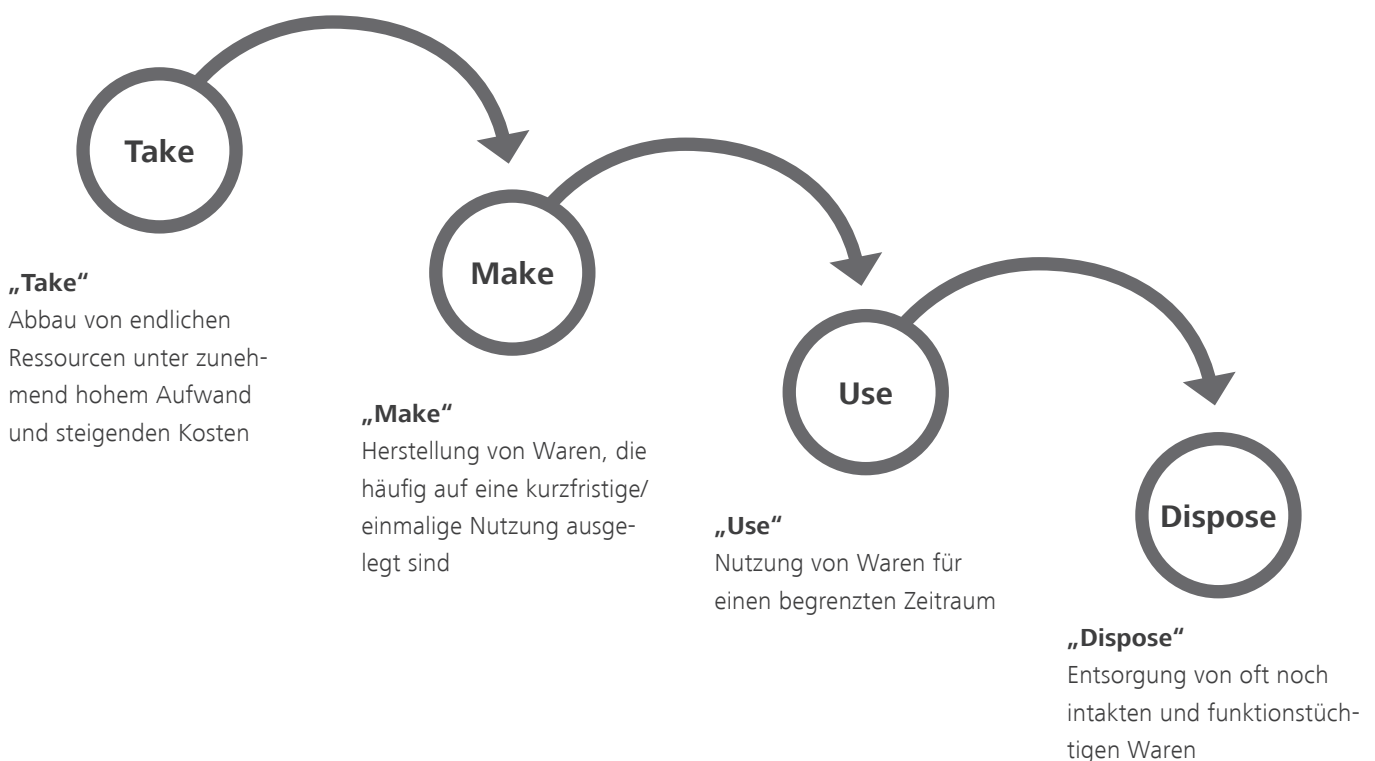 Take
„Take“
Abbau von endlichen
Ressourcen unter zuneh-
mend hohem Aufwand
und steigenden Kosten
Make
„Make“
Herstellung von Waren, die
häufig auf eine kurzfristige/
einmalige Nutzung ausge-
legt sind
Use
„Use“
Nutzung von Waren für
einen begrenzten Zeitraum
Dispose
„Dispose“
Entsorgung von oft noch
intakten und funktionstüch-
tigen Waren